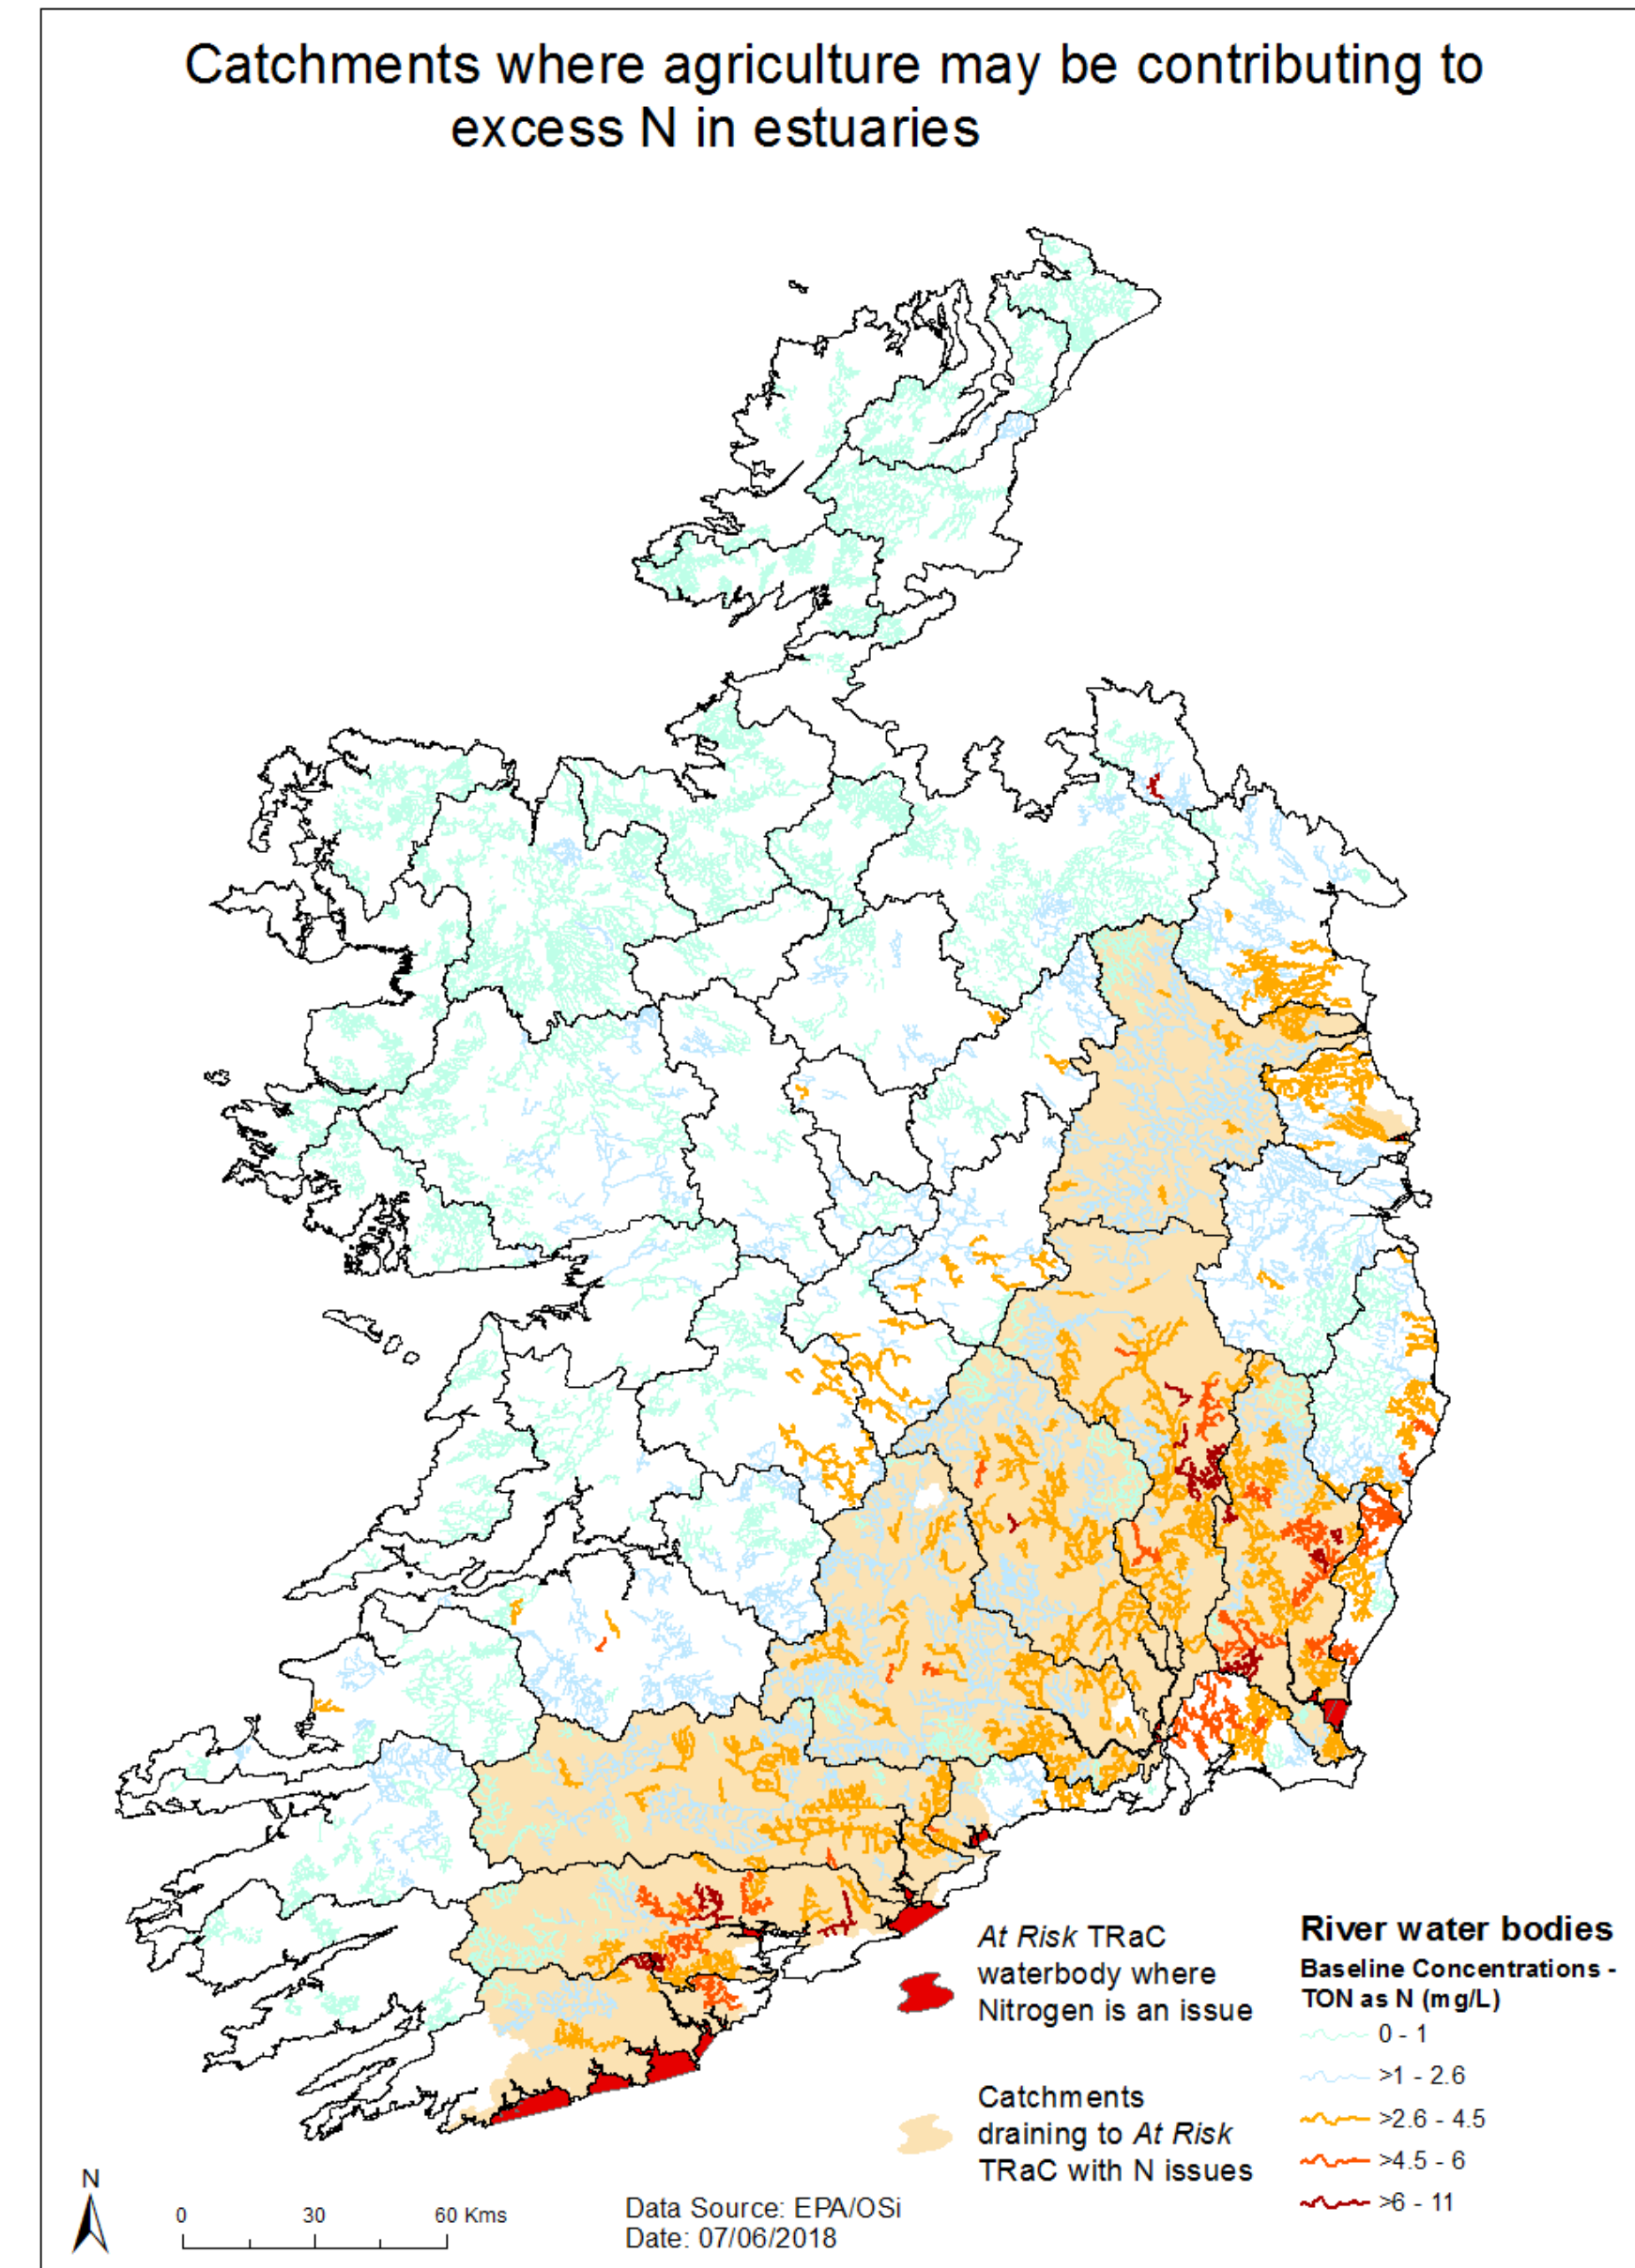 Catchments where agriculture may be contributing to
excess N in estuaries
At Risk TRaC
waterbody where
Nitrogen is an issue
Catchments
draining to At Risk
TRaC with N issues
River water bodies
Baseline Concentrations -
TON as N (mg/L)
0 - 1
>1 - 2.6
>2.6 - 4.5
>4.5 - 6
>6 - 11
N
0 30 60 Kms
Data Source: EPA/OSi
Date: 07/06/2018